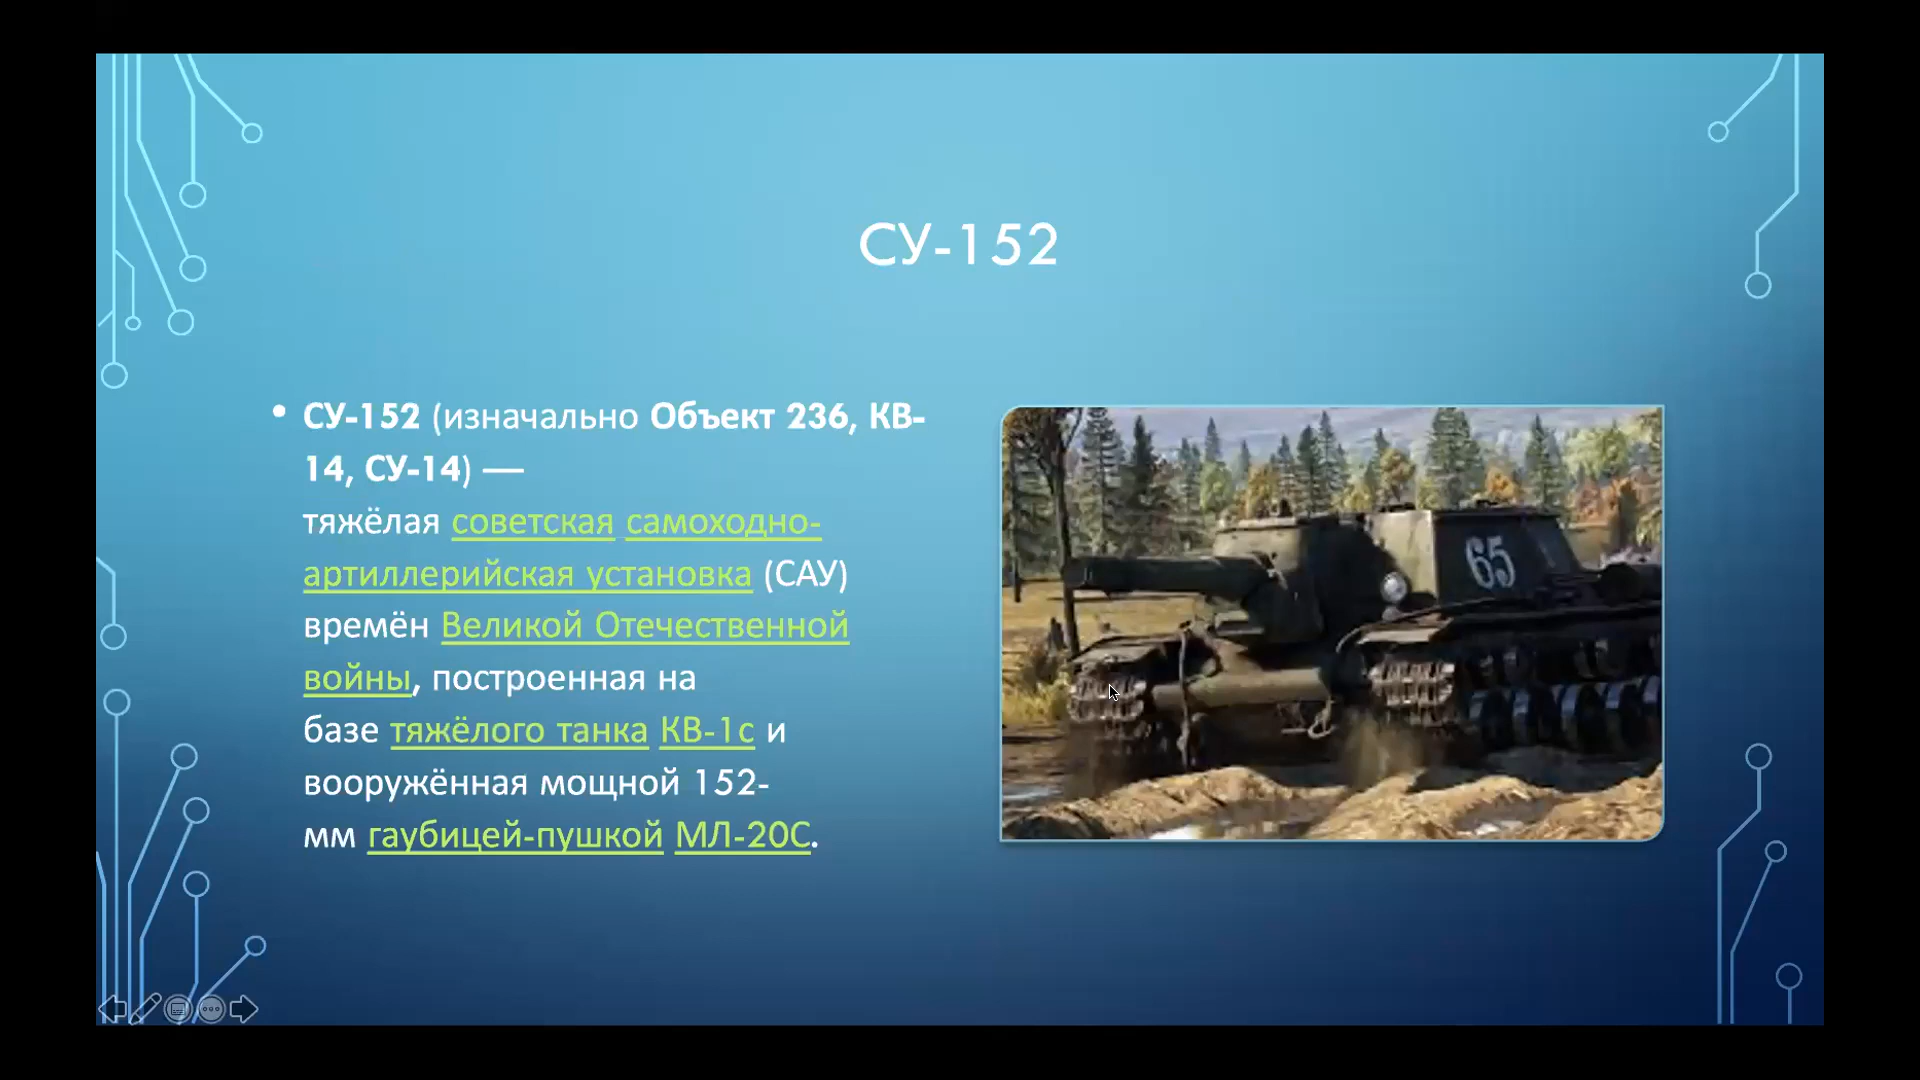 СУ-152
• СУ-152 (изначально Объект 236, КВ-
14, СУ-14) —
тяжёлая советская самоходно-
артиллерийская установка (САУ)
времён Великой Отечественной
войны, построенная на
базе тяжёлого танка КВ-1с и
вооружённая мощной 152-
мм гаубицей-пушкой МЛ-20С.
65